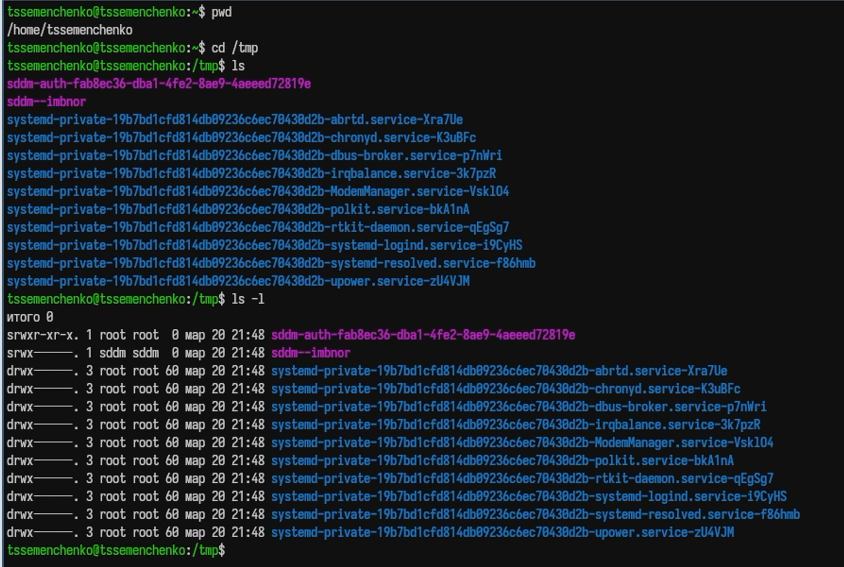 tssemenchenko@tssemenchenko:~$ pwd
/home/tssemenchenko
tssemenchenko@tssemenchenko:~$ cd /tmp
tssemenchenko@tssemenchenko:/tmp$ ls
sddm-auth-fab8ec36-dba1-4fe2-8ae9-4aeeed72819e
sddm--imbnor
systemd-private-19b7bd1cfd814db09236c6ec70430d2b-abrtd.service-Xra7Ue
systemd-private-19b7bd1cfd814db09236c6ec70430d2b-chronyd.service-K3uBFc
systemd-private-19b7bd1cfd814db09236c6ec70430d2b-dbus-broker.service-p7nWri
systemd-private-19b7bd1cfd814db09236c6ec70430d2b-irqbalance.service-3k7pzR
systemd-private-19b7bd1cfd814db09236c6ec70430d2b-ModemManager.service-VsklO4
systemd-private-19b7bd1cfd814db09236c6ec70430d2b-polkit.service-bkA1nA
systemd-private-19b7bd1cfd814db09236c6ec70430d2b-rtkit-daemon.service-qEgSg7
systemd-private-19b7bd1cfd814db09236c6ec70430d2b-systemd-logind.service-i9CyHS
systemd-private-19b7bd1cfd814db09236c6ec70430d2b-systemd-resolved.service-f86hmb
systemd-private-19b7bd1cfd814db09236c6ec70430d2b-upower.service-zU4VJM
tssemenchenko@tssemenchenko:/tmp$ ls -l
итого 0
srwxr-xr-x. 1 root root  0 мар 20 21:48 sddm-auth-fab8ec36-dba1-4fe2-8ae9-4aeeed72819e
srwx------. 1 sddm sddm  0 мар 20 21:48 sddm--imbnor
drwx------. 3 root root 60 мар 20 21:48 systemd-private-19b7bd1cfd814db09236c6ec70430d2b-abrtd.service-Xra7Ue
drwx------. 3 root root 60 мар 20 21:48 systemd-private-19b7bd1cfd814db09236c6ec70430d2b-chronyd.service-K3uBFc
drwx------. 3 root root 60 мар 20 21:48 systemd-private-19b7bd1cfd814db09236c6ec70430d2b-dbus-broker.service-p7nWri
drwx------. 3 root root 60 мар 20 21:48 systemd-private-19b7bd1cfd814db09236c6ec70430d2b-irqbalance.service-3k7pzR
drwx------. 3 root root 60 мар 20 21:48 systemd-private-19b7bd1cfd814db09236c6ec70430d2b-ModemManager.service-VsklO4
drwx------. 3 root root 60 мар 20 21:48 systemd-private-19b7bd1cfd814db09236c6ec70430d2b-polkit.service-bkA1nA
drwx------. 3 root root 60 мар 20 21:48 systemd-private-19b7bd1cfd814db09236c6ec70430d2b-rtkit-daemon.service-qEgSg7
drwx------. 3 root root 60 мар 20 21:48 systemd-private-19b7bd1cfd814db09236c6ec70430d2b-systemd-logind.service-i9CyHS
drwx------. 3 root root 60 мар 20 21:48 systemd-private-19b7bd1cfd814db09236c6ec70430d2b-systemd-resolved.service-f86hmb
drwx------. 3 root root 60 мар 20 21:48 systemd-private-19b7bd1cfd814db09236c6ec70430d2b-upower.service-zU4VJM
tssemenchenko@tssemenchenko:/tmp$